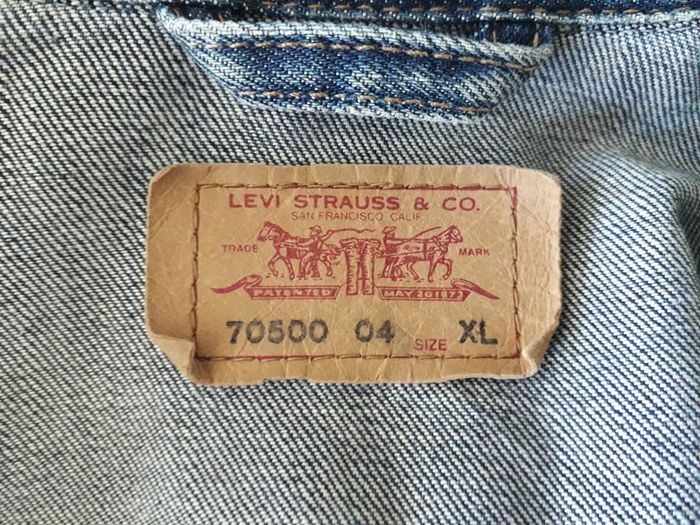 LEVI STRAUSS & CO.
SAN FRANCISCO CALIF
TRADE MARK
PATENTED MAY 20 1873
70500 04 SIZE XL